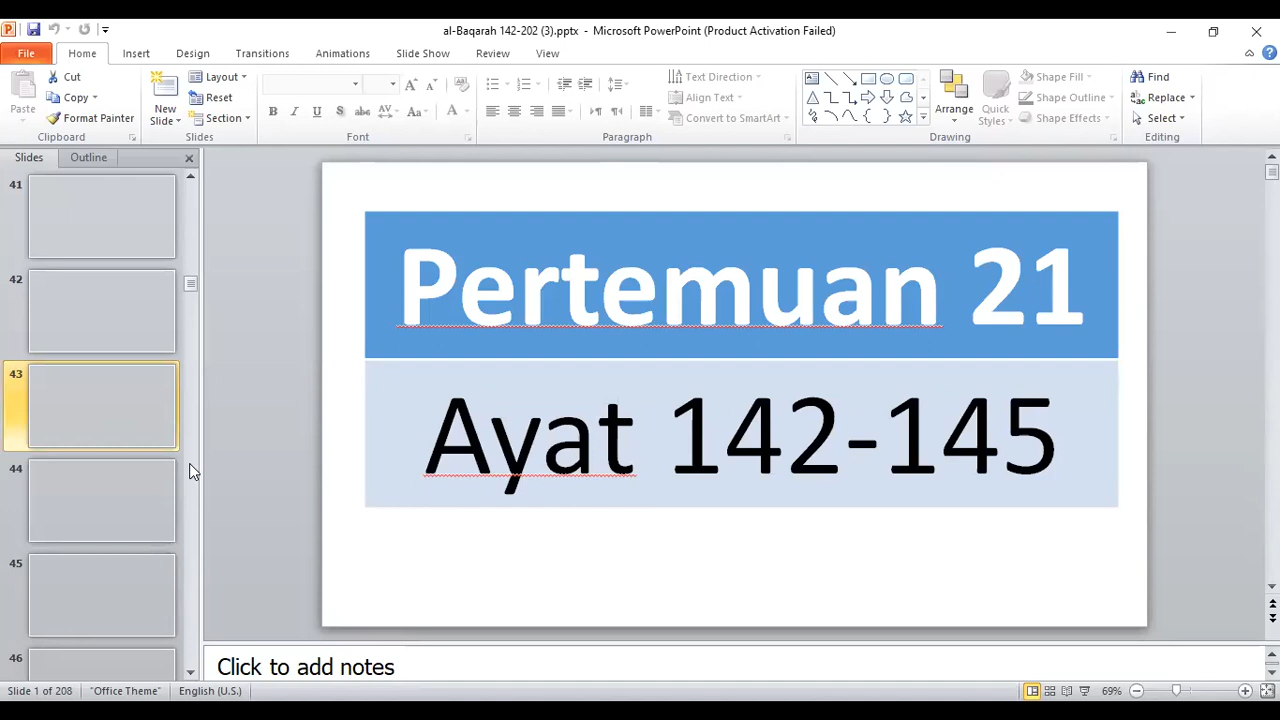 al-Baqarah 142-202 (3).pptx - Microsoft PowerPoint (Product Activation Failed)
File Home Insert Design Transitions Animations Slide Show Review View
Paste
Cut
Copy
Format Painter
Clipboard
New Slide
Layout
Reset
Section
Slides
Font
Paragraph
Text Direction
Align Text
Convert to SmartArt
Arrange
Quick Styles
Shape Fill
Shape Outline
Shape Effects
Drawing
Find
Replace
Select
Editing
Slides Outline
41
42
43
44
45
46
Pertemuan 21
Ayat 142-145
Click to add notes
Slide 1 of 208 "Office Theme" English (U.S.) 69%